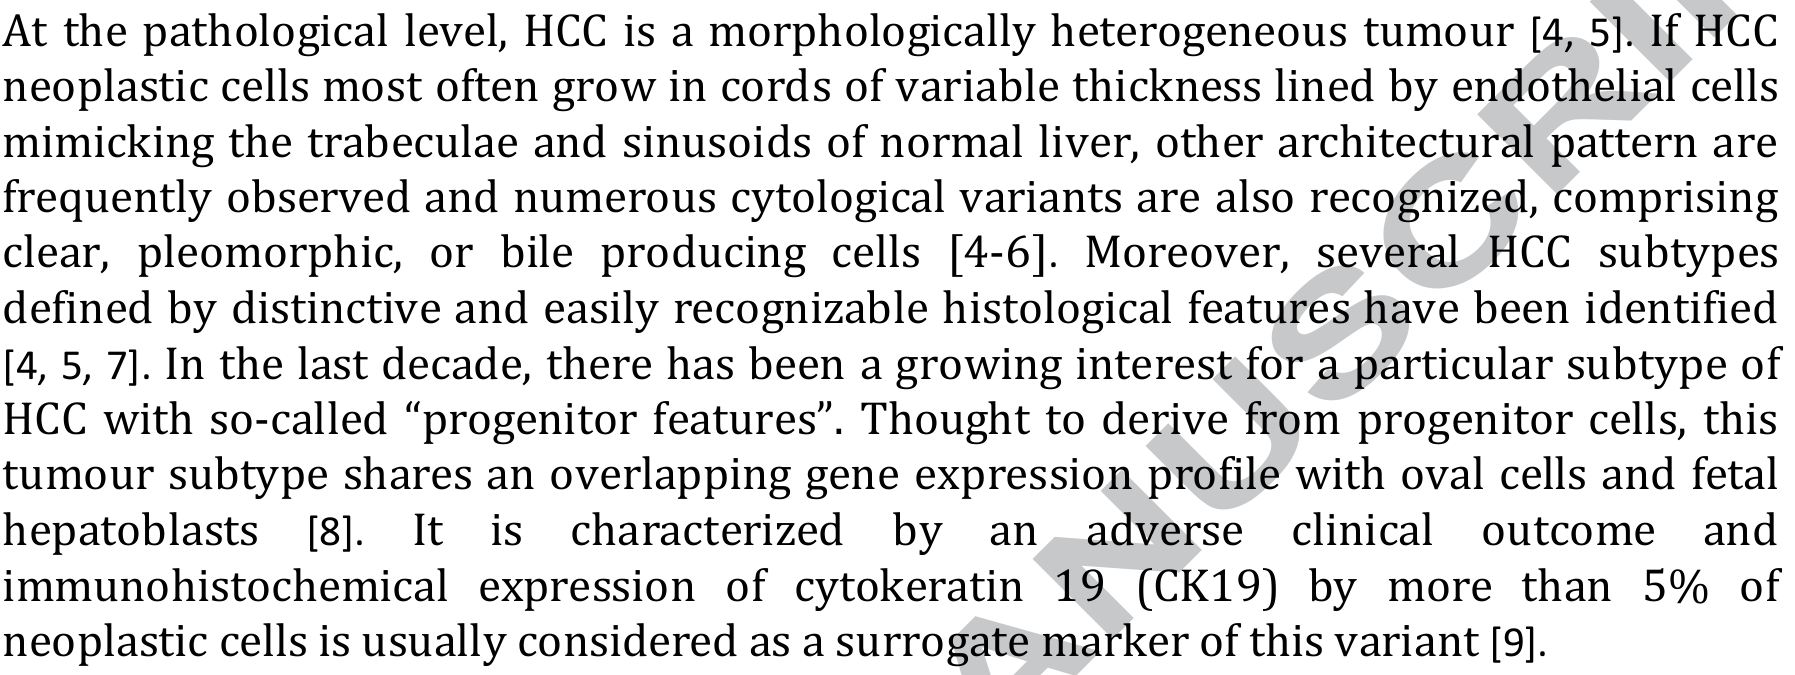 At the pathological level, HCC is a morphologically heterogeneous tumour [4, 5]. If HCC
neoplastic cells most often grow in cords of variable thickness lined by endothelial cells
mimicking the trabeculae and sinusoids of normal liver, other architectural pattern are
frequently observed and numerous cytological variants are also recognized, comprising
clear, pleomorphic, or bile producing cells [4-6]. Moreover, several HCC subtypes
defined by distinctive and easily recognizable histological features have been identified
[4, 5, 7]. In the last decade, there has been a growing interest for a particular subtype of
HCC with so-called “progenitor features”. Thought to derive from progenitor cells, this
tumour subtype shares an overlapping gene expression profile with oval cells and fetal
hepatoblasts [8]. It is characterized by an adverse clinical outcome and
immunohistochemical expression of cytokeratin 19 (CK19) by more than 5% of
neoplastic cells is usually considered as a surrogate marker of this variant [9].
ANUSCRI